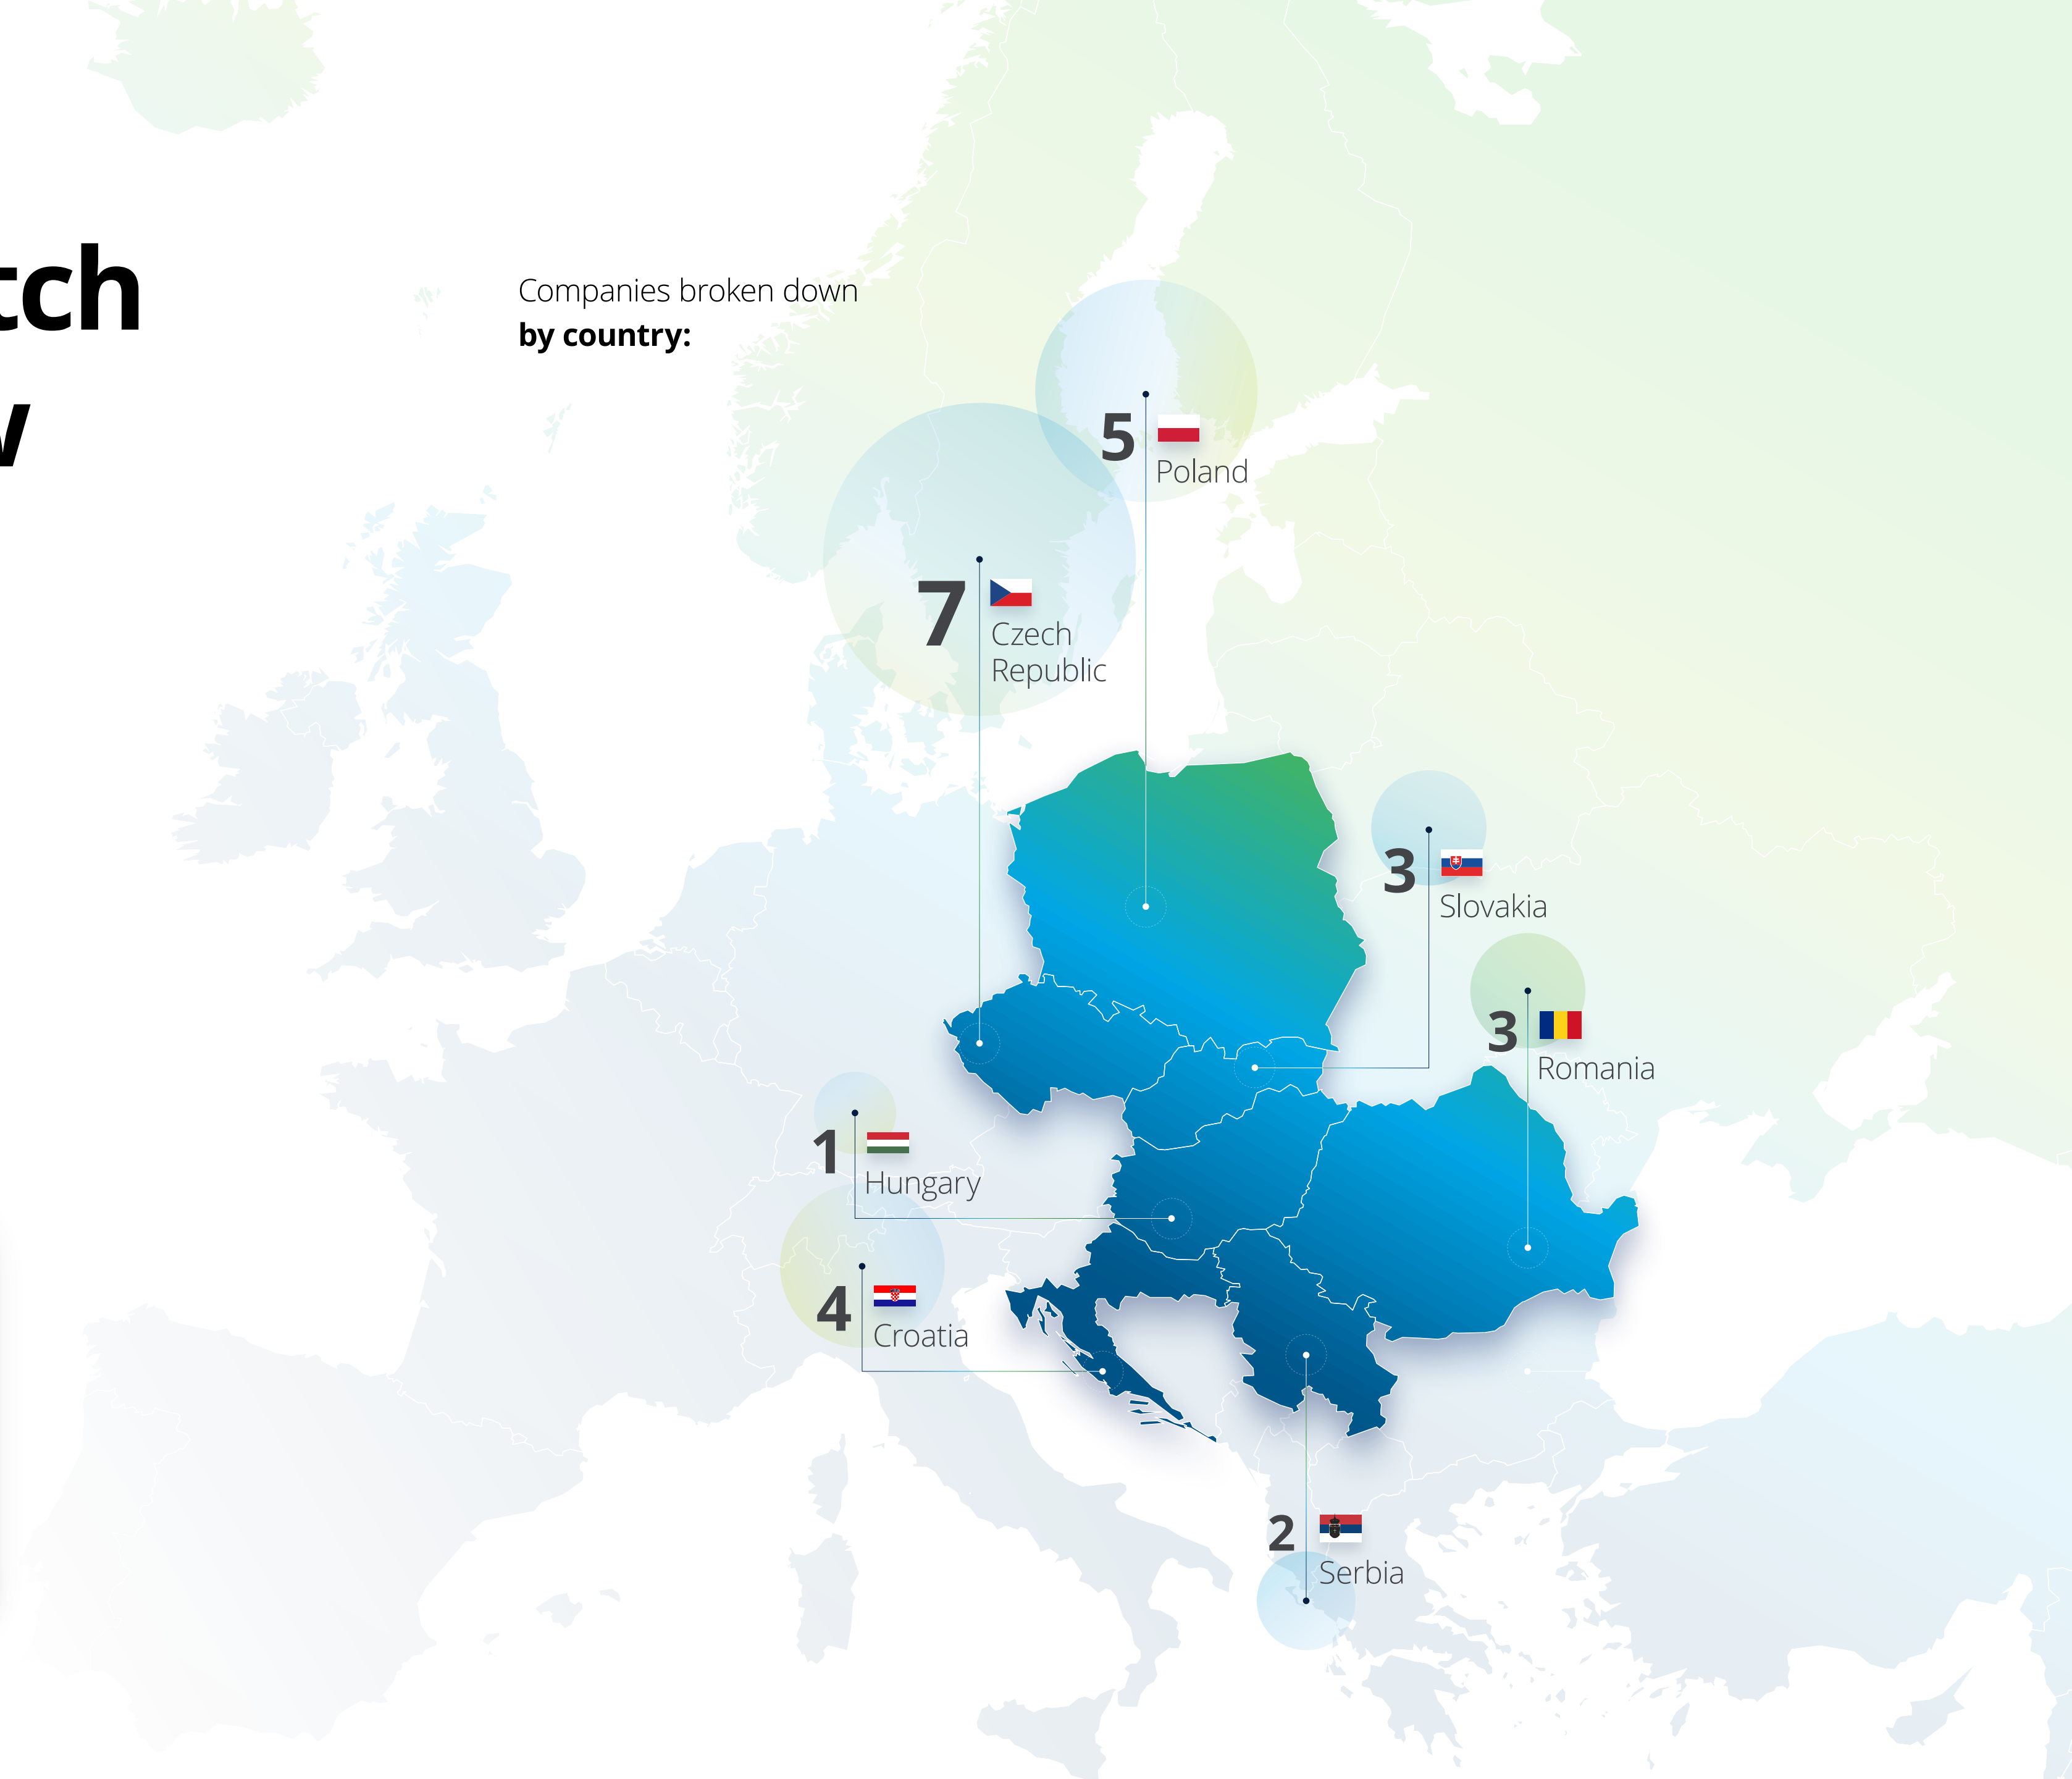 tch
w
Companies broken down
by country:
5
Poland
7
Czech
Republic
3
Slovakia
3
Romania
1
Hungary
4
Croatia
2
Serbia